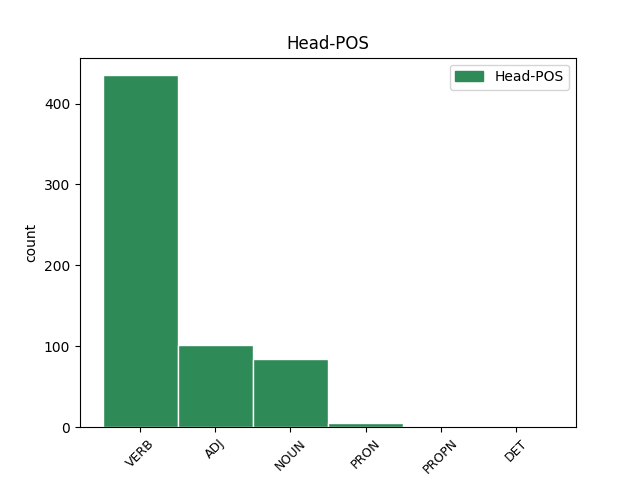 Head-POS
Head-POS
count
400
300
200
100
0
VERB
ADJ
NOUN
PRON
PROPN
DET